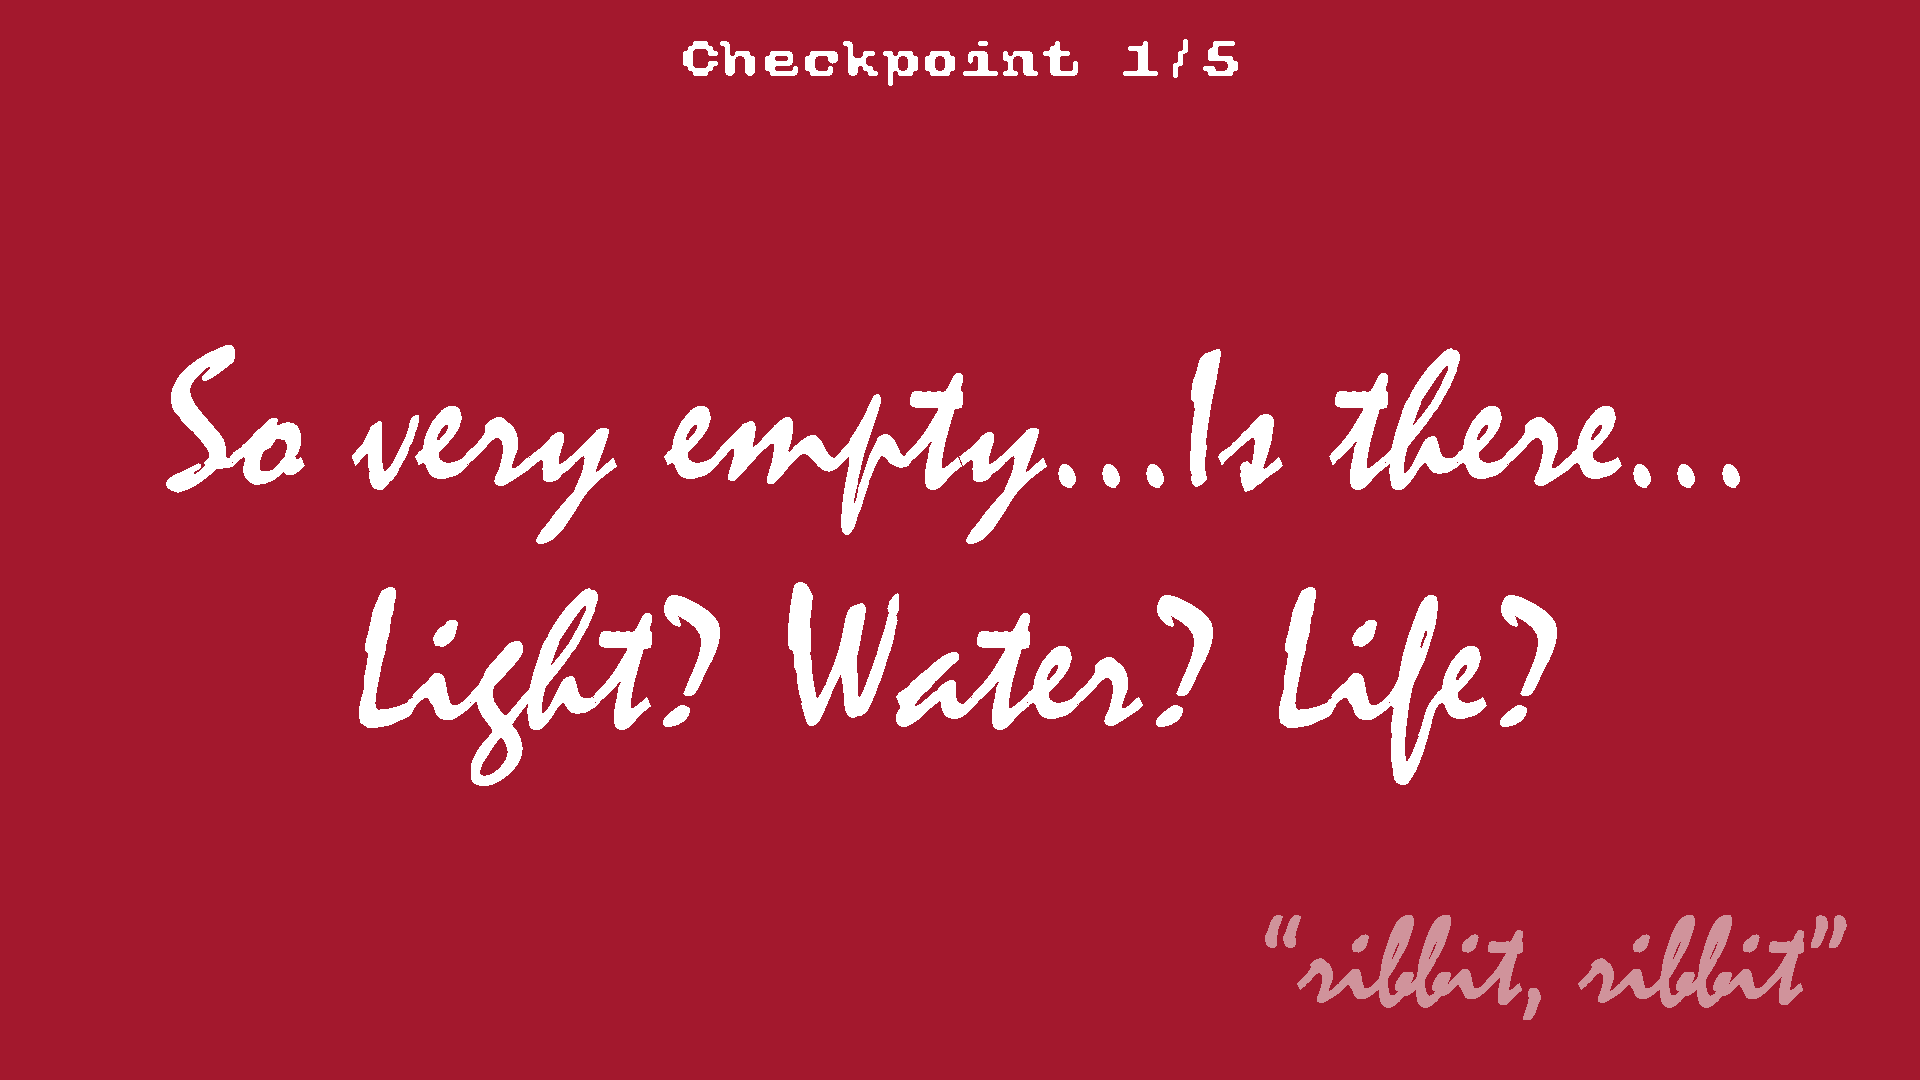 Checkpoint 1/5
So very empty...Is there...
Light? Water? Life?
“ribbit, ribbit”